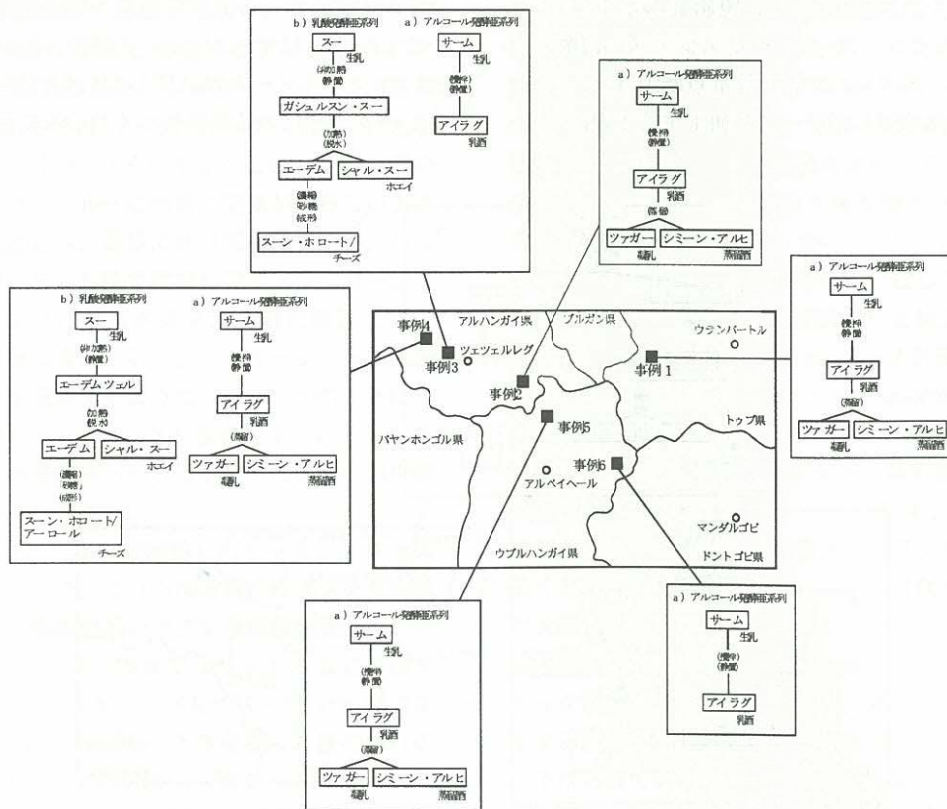 b) 乳酸発酵亜系列
スー
生乳
(非加熱)
(静置)
ガシュルスン・スー
(加熱)
(脱水)
エーデム
シャル・スー
ホエイ
(濃縮)
砂糖
(成形)
スーン・ホロート/
チーズ
a) アルコール発酵亜系列
サーム
生乳
(攪拌)
(静置)
アイラグ
乳酒
a) アルコール発酵亜系列
サーム
生乳
(攪拌)
(静置)
アイラグ
乳酒
(蒸留)
ツァガー
シミーン・アルヒ
蒸留酒
a) アルコール発酵亜系列
サーム
生乳
(攪拌)
(静置)
アイラグ
乳酒
(蒸留)
ツァガー
シミーン・アルヒ
蒸留酒
b) 乳酸発酵亜系列
スー
生乳
(非加熱)
(静置)
エーデムツェル
(加熱)
(脱水)
エーデム
シャル・スー
ホエイ
(濃縮)
(成形)
スーン・ホロート/
アーロール
チーズ
a) アルコール発酵亜系列
サーム
生乳
(攪拌)
(静置)
アイラグ
乳酒
(蒸留)
ツァガー
シミーン・アルヒ
蒸留酒
事例4
アルハンガイ県
ブルガン県
ウランバートル
ツェツェルレグ
事例3
事例1
事例2
トゥブ県
バヤンホンゴル県
事例5
事例6
アルベイヘール
マンダルゴビ
ウブルハンガイ県
ドントゴビ県
a) アルコール発酵亜系列
サーム
生乳
(攪拌)
(静置)
アイラグ
乳酒
(蒸留)
ツァガー
シミーン・アルヒ
蒸留酒
a) アルコール発酵亜系列
サーム
生乳
(攪拌)
(静置)
アイラグ
乳酒